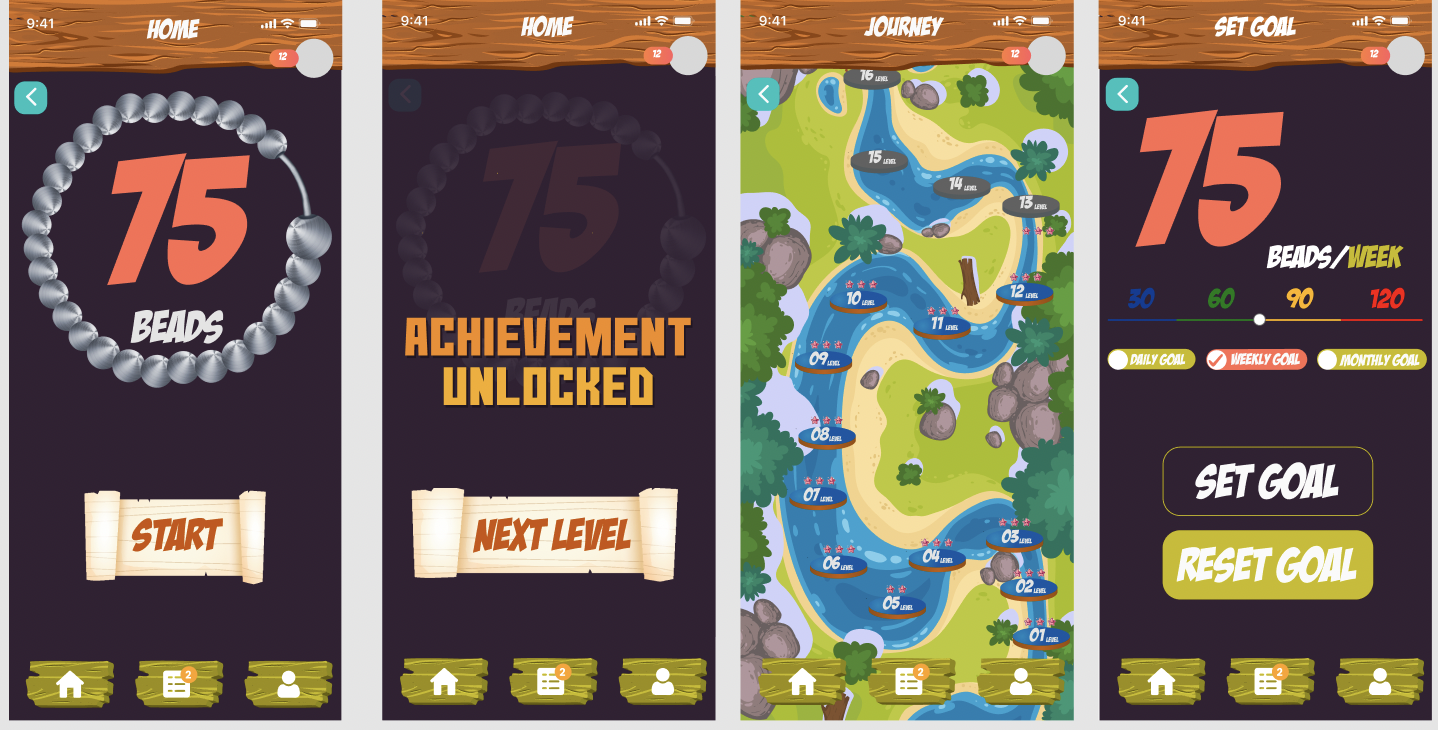 9:41
HOME
12
75
BEADS
START
2
9:41
HOME
12
75
BEADS
ACHIEVEMENT
UNLOCKED
NEXT LEVEL
2
9:41
JOURNEY
12
16 LEVEL
15 LEVEL
14 LEVEL
13 LEVEL
12 LEVEL
10 LEVEL
11 LEVEL
09 LEVEL
08 LEVEL
07 LEVEL
03 LEVEL
04 LEVEL
06 LEVEL
02 LEVEL
05 LEVEL
01 LEVEL
2
9:41
SET GOAL
12
75
BEADS/WEEK
30 60 90 120
DAILY GOAL WEEKLY GOAL MONTHLY GOAL
SET GOAL
RESET GOAL
2